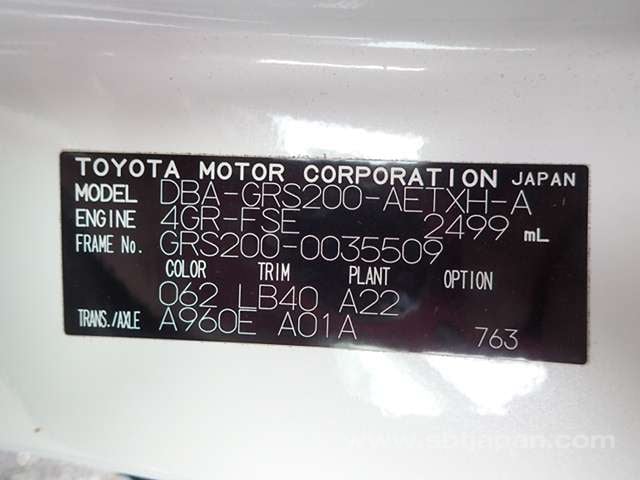 TOYOTA MOTOR CORPORATION JAPAN
MODEL DBA-GRS200-AETXH-A
ENGINE 4GR-FSE 2499 mL
FRAME No. GRS200-0035509
COLOR TRIM PLANT OPTION
062 LB40 A22
TRANS./AXLE A960E A01A 763
www.sbtjapan.com